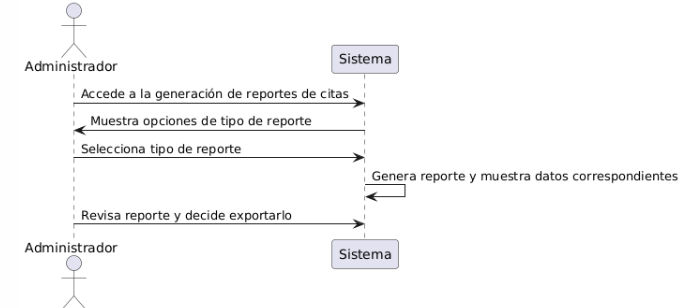 Administrador
Sistema
Accede a la generación de reportes de citas
Muestra opciones de tipo de reporte
Selecciona tipo de reporte
Genera reporte y muestra datos correspondientes
Revisa reporte y decide exportarlo
Administrador
Sistema